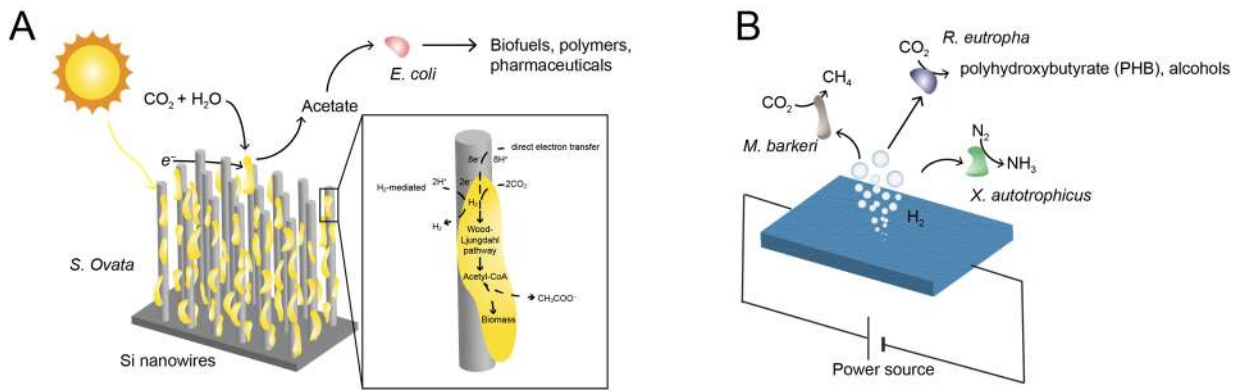 A
CO₂ + H₂O
e⁻
S. Ovata
Si nanowires
Acetate
E. coli
Biofuels, polymers,
pharmaceuticals
direct electron transfer
8H⁺
2H⁺
2e⁻
H₂-mediated
2CO₂
H₂
H₂
Wood-
Ljungdahl
pathway
Acetyl-CoA
CH₃COO⁻
Biomass
B
CO₂
R. eutropha
polyhydroxybutyrate (PHB), alcohols
CH₄
CO₂
M. barkeri
N₂
NH₃
X. autotrophicus
H₂
Power source